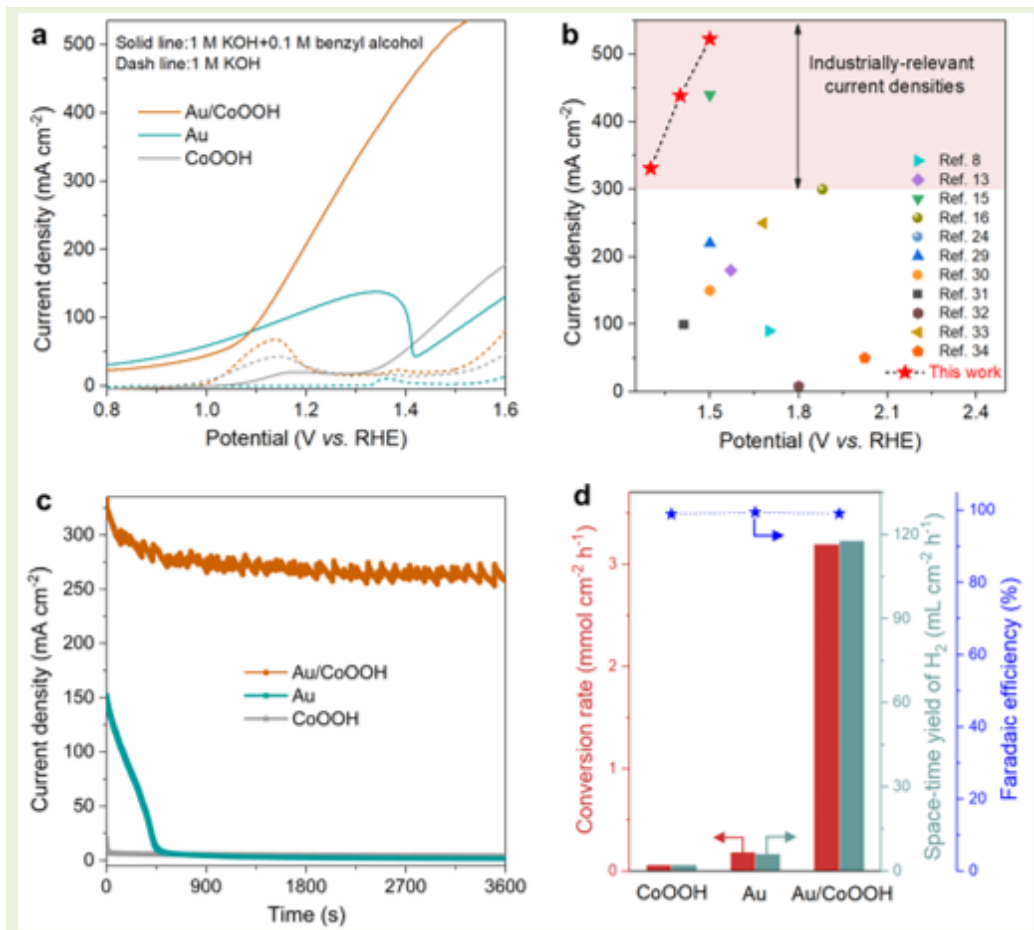 a
Solid line:1 M KOH+0.1 M benzyl alcohol
Dash line:1 M KOH
Au/CoOOH
Au
CoOOH
500
400
300
200
100
0
0.8 1.0 1.2 1.4 1.6
Current density (mA cm-2)
Potential (V vs. RHE)
b
Industrially-relevant
current densities
Ref. 8
Ref. 13
Ref. 15
Ref. 16
Ref. 24
Ref. 29
Ref. 30
Ref. 31
Ref. 32
Ref. 33
Ref. 34
This work
500
400
300
200
100
0
1.5 1.8 2.1 2.4
Current density (mA cm-2)
Potential (V vs. RHE)
c
300
250
200
150
100
50
0
Au/CoOOH
Au
CoOOH
0 900 1800 2700 3600
Current density (mA cm-2)
Time (s)
d
3
2
1
0
Conversion rate (mmol cm-2 h-1)
120
90
60
30
0
Space-time yield of H2 (mL cm-2 h-1)
100
80
60
40
20
0
Faradaic efficiency (%)
CoOOH Au Au/CoOOH